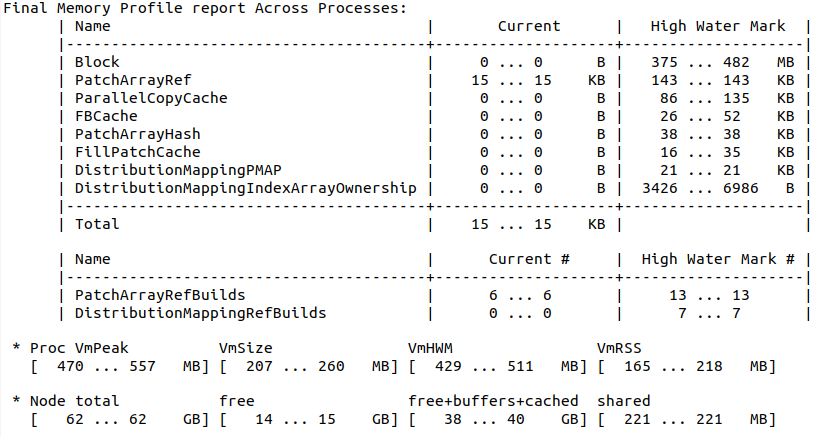 Final Memory Profile report Across Processes:
| Name | Current | High Water Mark |
|----------------------------------------+--------------------+--------------------|
| Block | 0 ... 0 B | 375 ... 482 MB |
| PatchArrayRef | 15 ... 15 KB | 143 ... 143 KB |
| ParallelCopyCache | 0 ... 0 B | 86 ... 135 KB |
| FBCache | 0 ... 0 B | 26 ... 52 KB |
| PatchArrayHash | 0 ... 0 B | 38 ... 38 KB |
| FillPatchCache | 0 ... 0 B | 16 ... 35 KB |
| DistributionMappingPMAP | 0 ... 0 B | 21 ... 21 KB |
| DistributionMappingIndexArrayOwnership | 0 ... 0 B | 3426 ... 6986 B |
|----------------------------------------+--------------------+--------------------|
| Total | 15 ... 15 KB | |
| Name | Current # | High Water Mark # |
|----------------------------------------+--------------------+--------------------|
| PatchArrayRefBuilds | 6 ... 6 | 13 ... 13 |
| DistributionMappingRefBuilds | 0 ... 0 | 7 ... 7 |
* Proc VmPeak VmSize VmHWM VmRSS
[ 470 ... 557 MB] [ 207 ... 260 MB] [ 429 ... 511 MB] [ 165 ... 218 MB]
* Node total free free+buffers+cached shared
[ 62 ... 62 GB] [ 14 ... 15 GB] [ 38 ... 40 GB] [ 221 ... 221 MB]